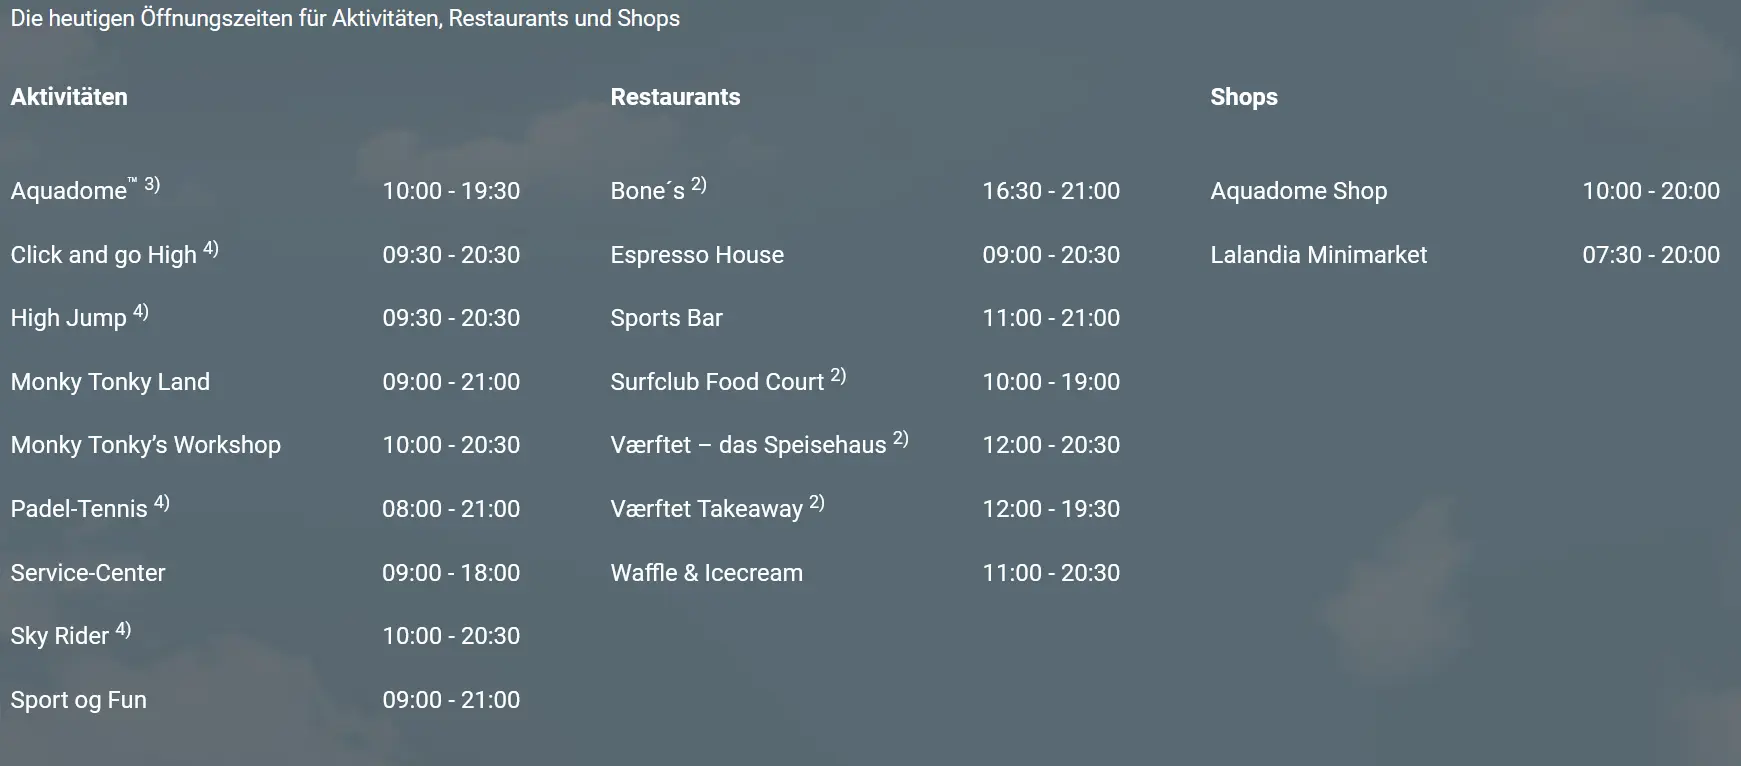 Die heutigen Öffnungszeiten für Aktivitäten, Restaurants und Shops
Aktivitäten
Aquadome™ 3) 10:00 - 19:30
Click and go High 4) 09:30 - 20:30
High Jump 4) 09:30 - 20:30
Monky Tonky Land 09:00 - 21:00
Monky Tonky’s Workshop 10:00 - 20:30
Padel-Tennis 4) 08:00 - 21:00
Service-Center 09:00 - 18:00
Sky Rider 4) 10:00 - 20:30
Sport og Fun 09:00 - 21:00
Restaurants
Bone´s 2) 16:30 - 21:00
Espresso House 09:00 - 20:30
Sports Bar 11:00 - 21:00
Surfclub Food Court 2) 10:00 - 19:00
Værftet – das Speisehaus 2) 12:00 - 20:30
Værftet Takeaway 2) 12:00 - 19:30
Waffle & Icecream 11:00 - 20:30
Shops
Aquadome Shop 10:00 - 20:00
Lalandia Minimarket 07:30 - 20:00